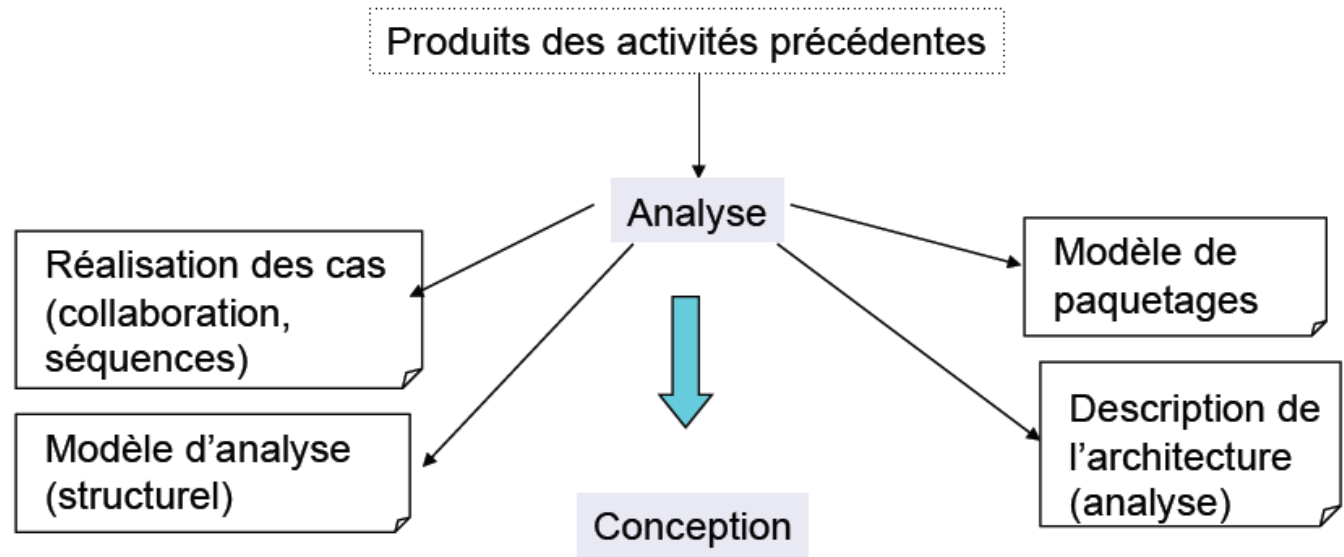 Produits des activités précédentes
Analyse
Réalisation des cas
(collaboration,
séquences)
Modèle d'analyse
(structurel)
Modèle de
paquetages
Description de
l'architecture
(analyse)
Conception